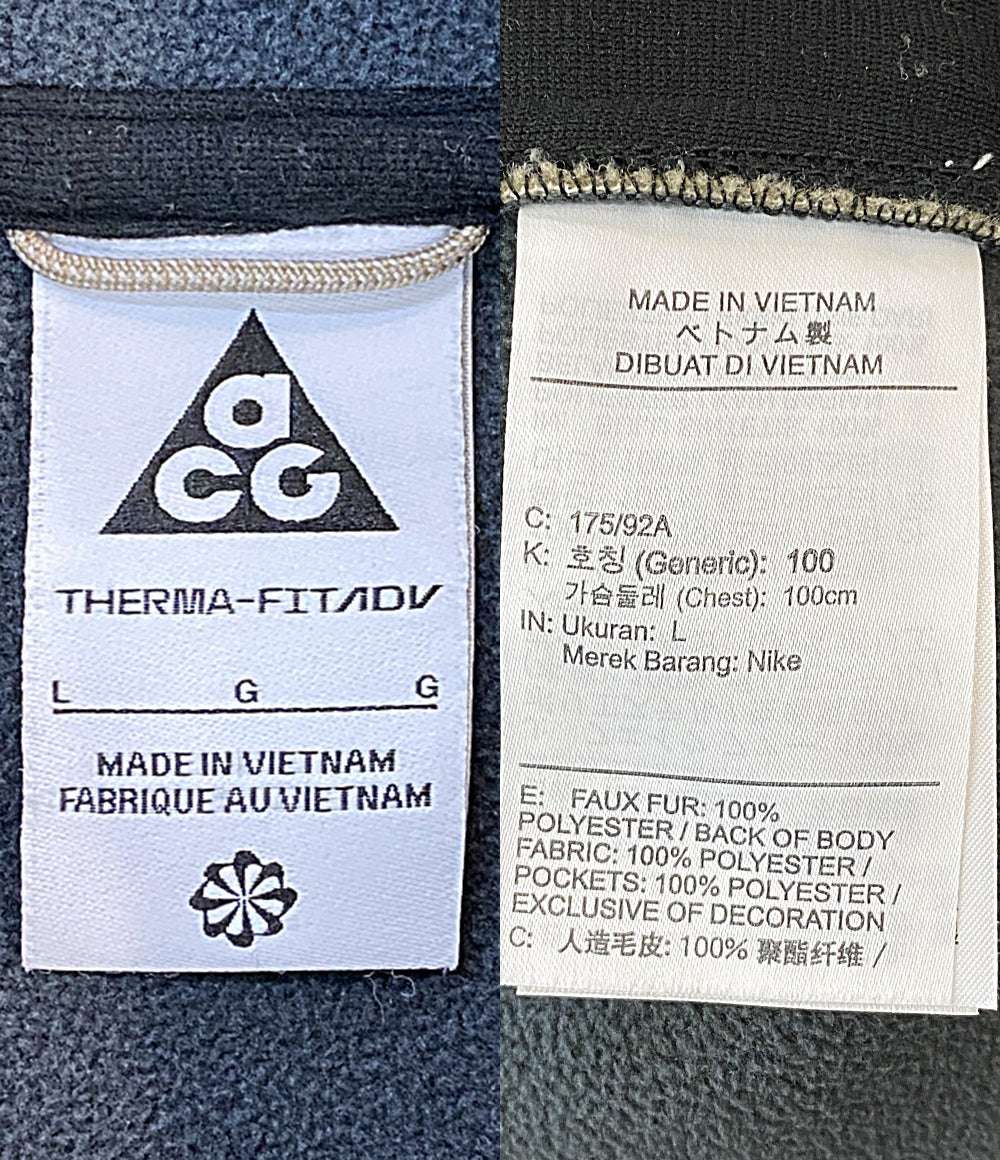 a
CG
THERMA-FIT ADV
L G G
MADE IN VIETNAM
FABRIQUE AU VIETNAM
MADE IN VIETNAM
ベトナム製
DIBUAT DI VIETNAM
C: 175/92A
K: 호칭 (Generic): 100
가슴둘레 (Chest): 100cm
IN: Ukuran: L
Merek Barang: Nike
E: FAUX FUR: 100%
POLYESTER / BACK OF BODY
FABRIC: 100% POLYESTER /
POCKETS: 100% POLYESTER /
EXCLUSIVE OF DECORATION
C: 人造毛皮: 100% 聚酯纤维 /